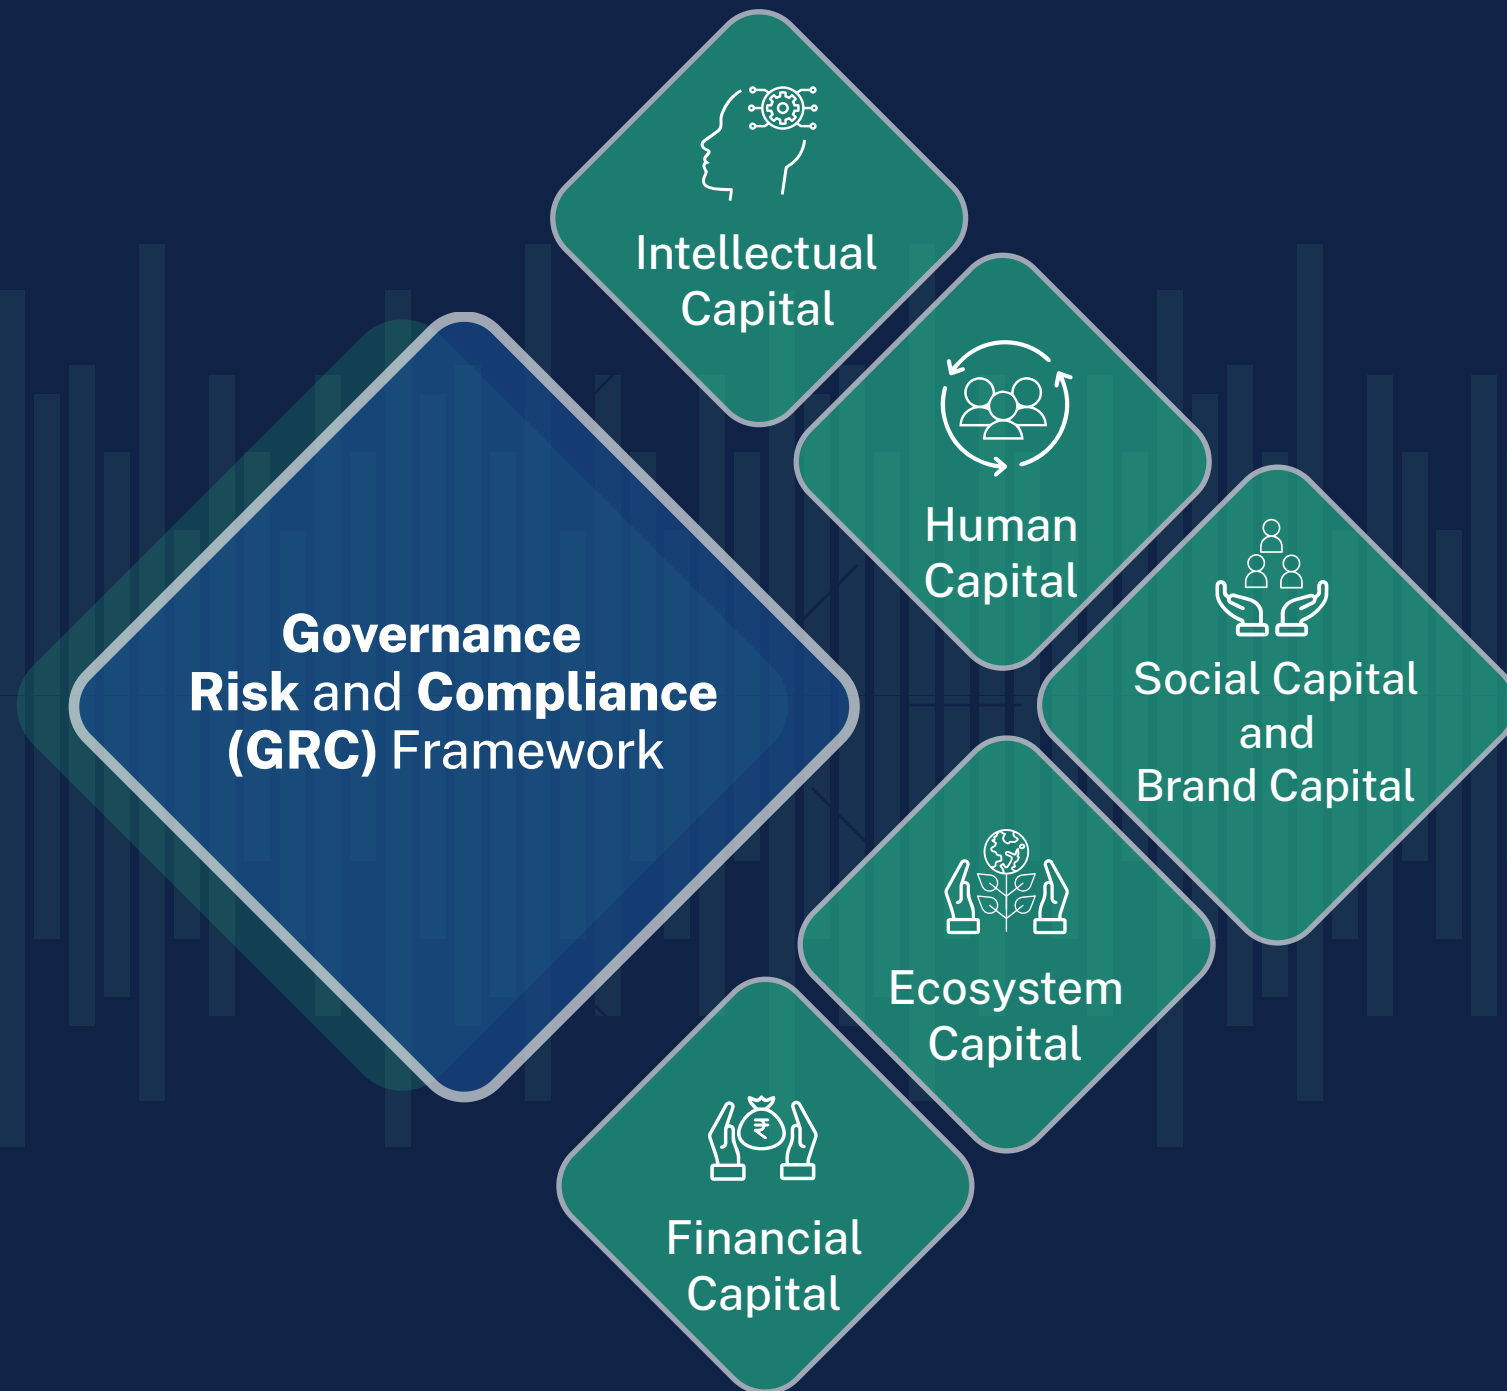 Intellectual
Capital
Human
Capital
Governance
Risk and Compliance
(GRC) Framework
Social Capital
and
Brand Capital
Ecosystem
Capital
₹
Financial
Capital